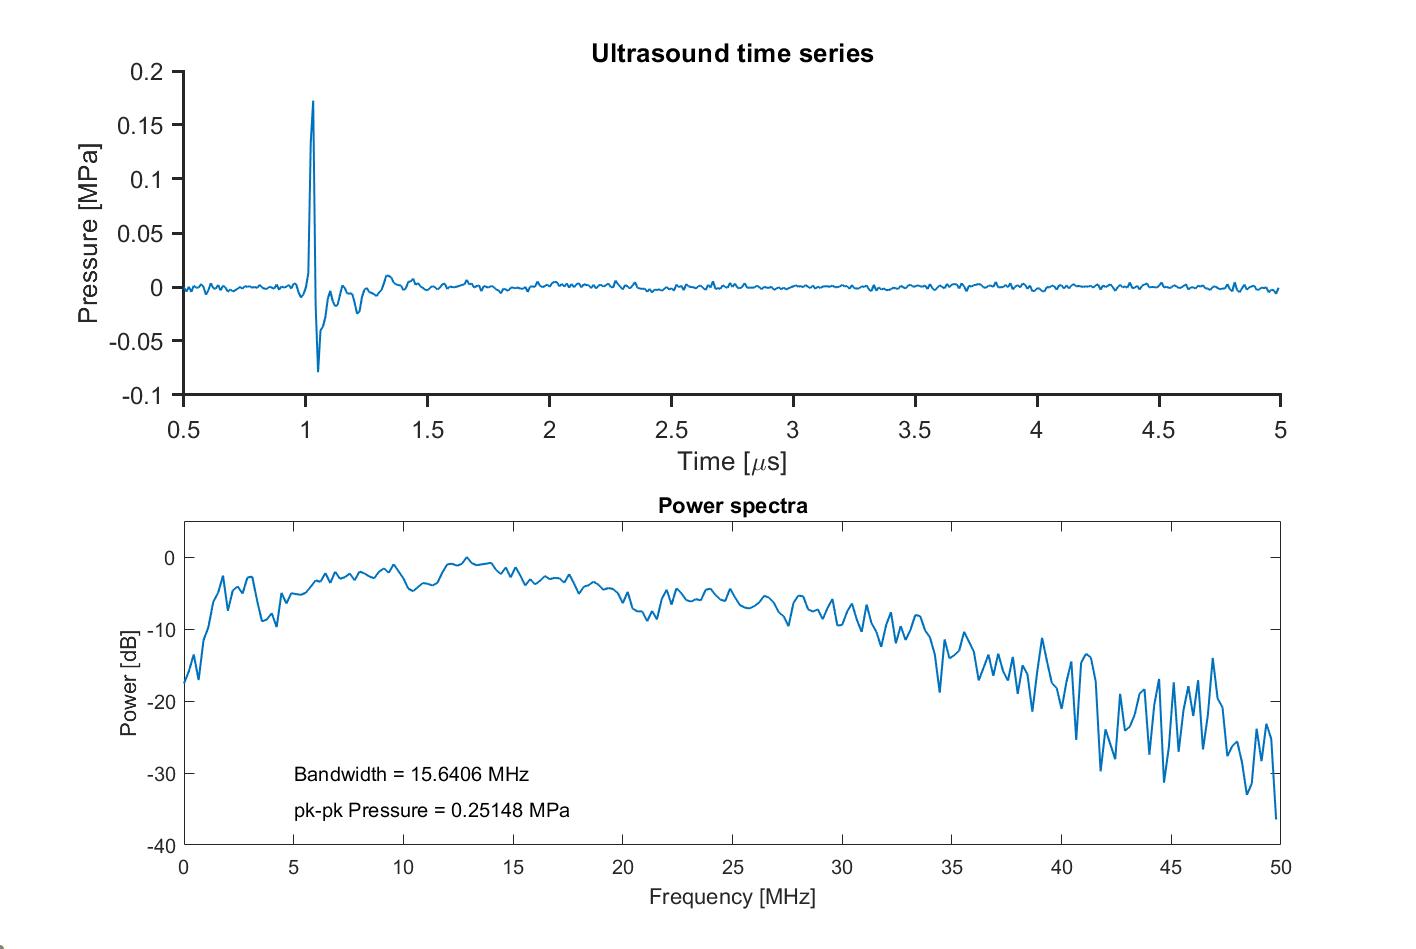 Ultrasound time series
0.2
0.15
0.1
0.05
0
-0.05
-0.1
Pressure [MPa]
0.5 1 1.5 2 2.5 3 3.5 4 4.5 5
Time [μs]
Power spectra
0
-10
-20
-30
-40
Power [dB]
Bandwidth = 15.6406 MHz
pk-pk Pressure = 0.25148 MPa
0 5 10 15 20 25 30 35 40 45 50
Frequency [MHz]